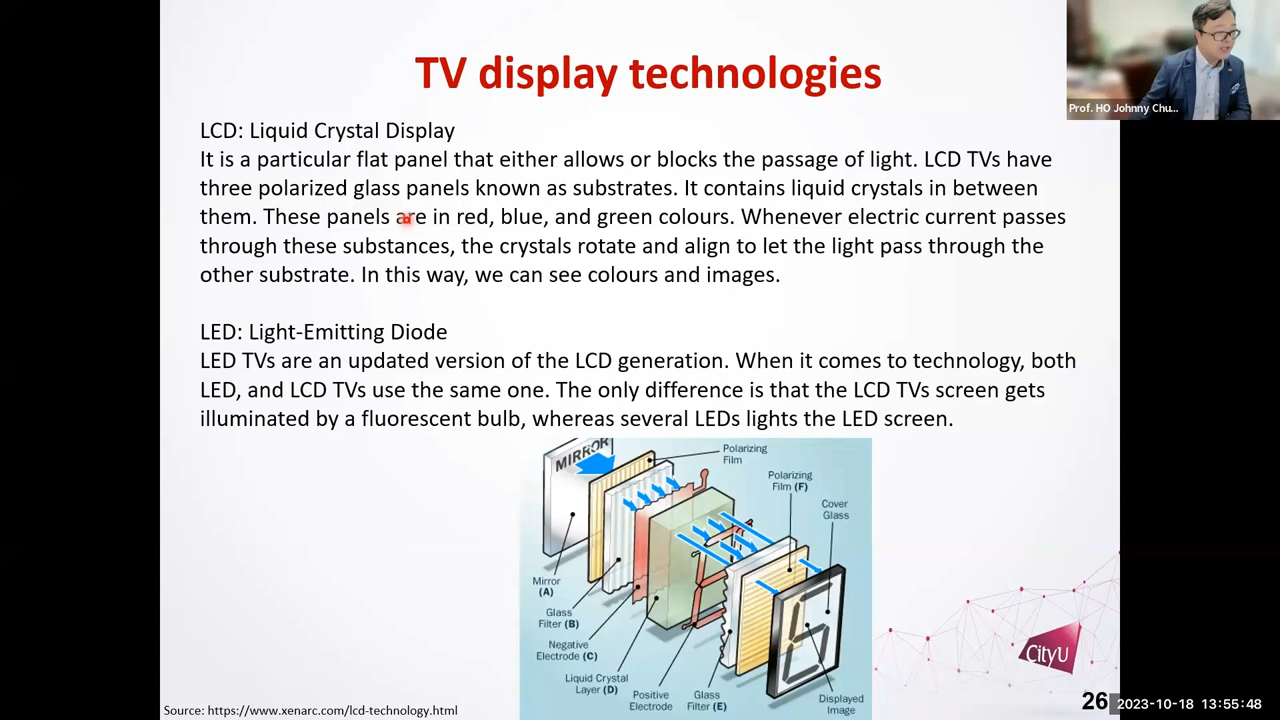 TV display technologies
Prof. HO Johnny Chu...
LCD: Liquid Crystal Display
It is a particular flat panel that either allows or blocks the passage of light. LCD TVs have
three polarized glass panels known as substrates. It contains liquid crystals in between
them. These panels are in red, blue, and green colours. Whenever electric current passes
through these substances, the crystals rotate and align to let the light pass through the
other substrate. In this way, we can see colours and images.
LED: Light-Emitting Diode
LED TVs are an updated version of the LCD generation. When it comes to technology, both
LED, and LCD TVs use the same one. The only difference is that the LCD TVs screen gets
illuminated by a fluorescent bulb, whereas several LEDs lights the LED screen.
MIRROR
Polarizing
Film
Polarizing
Film (F)
Cover
Glass
Mirror
(A)
Glass
Filter (B)
Negative
Electrode (C)
Liquid Crystal
Layer (D)
Positive
Electrode
Glass
Filter (E)
Displayed
Image
CityU
26
2023-10-18 13:55:48
Source: https://www.xenarc.com/lcd-technology.html